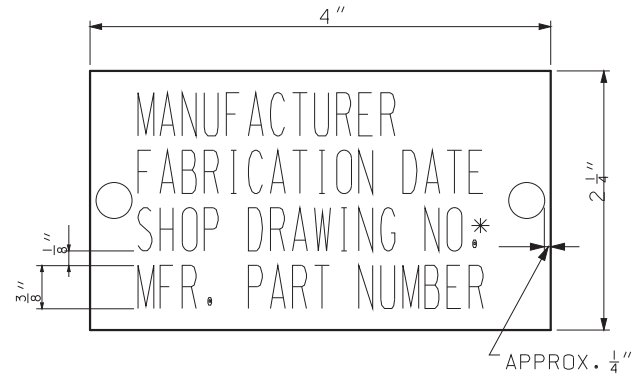 4"
MANUFACTURER
FABRICATION DATE
SHOP DRAWING NO.*
MFR. PART NUMBER
2 1/4"
1/8"
3/8"
APPROX. 1/4"